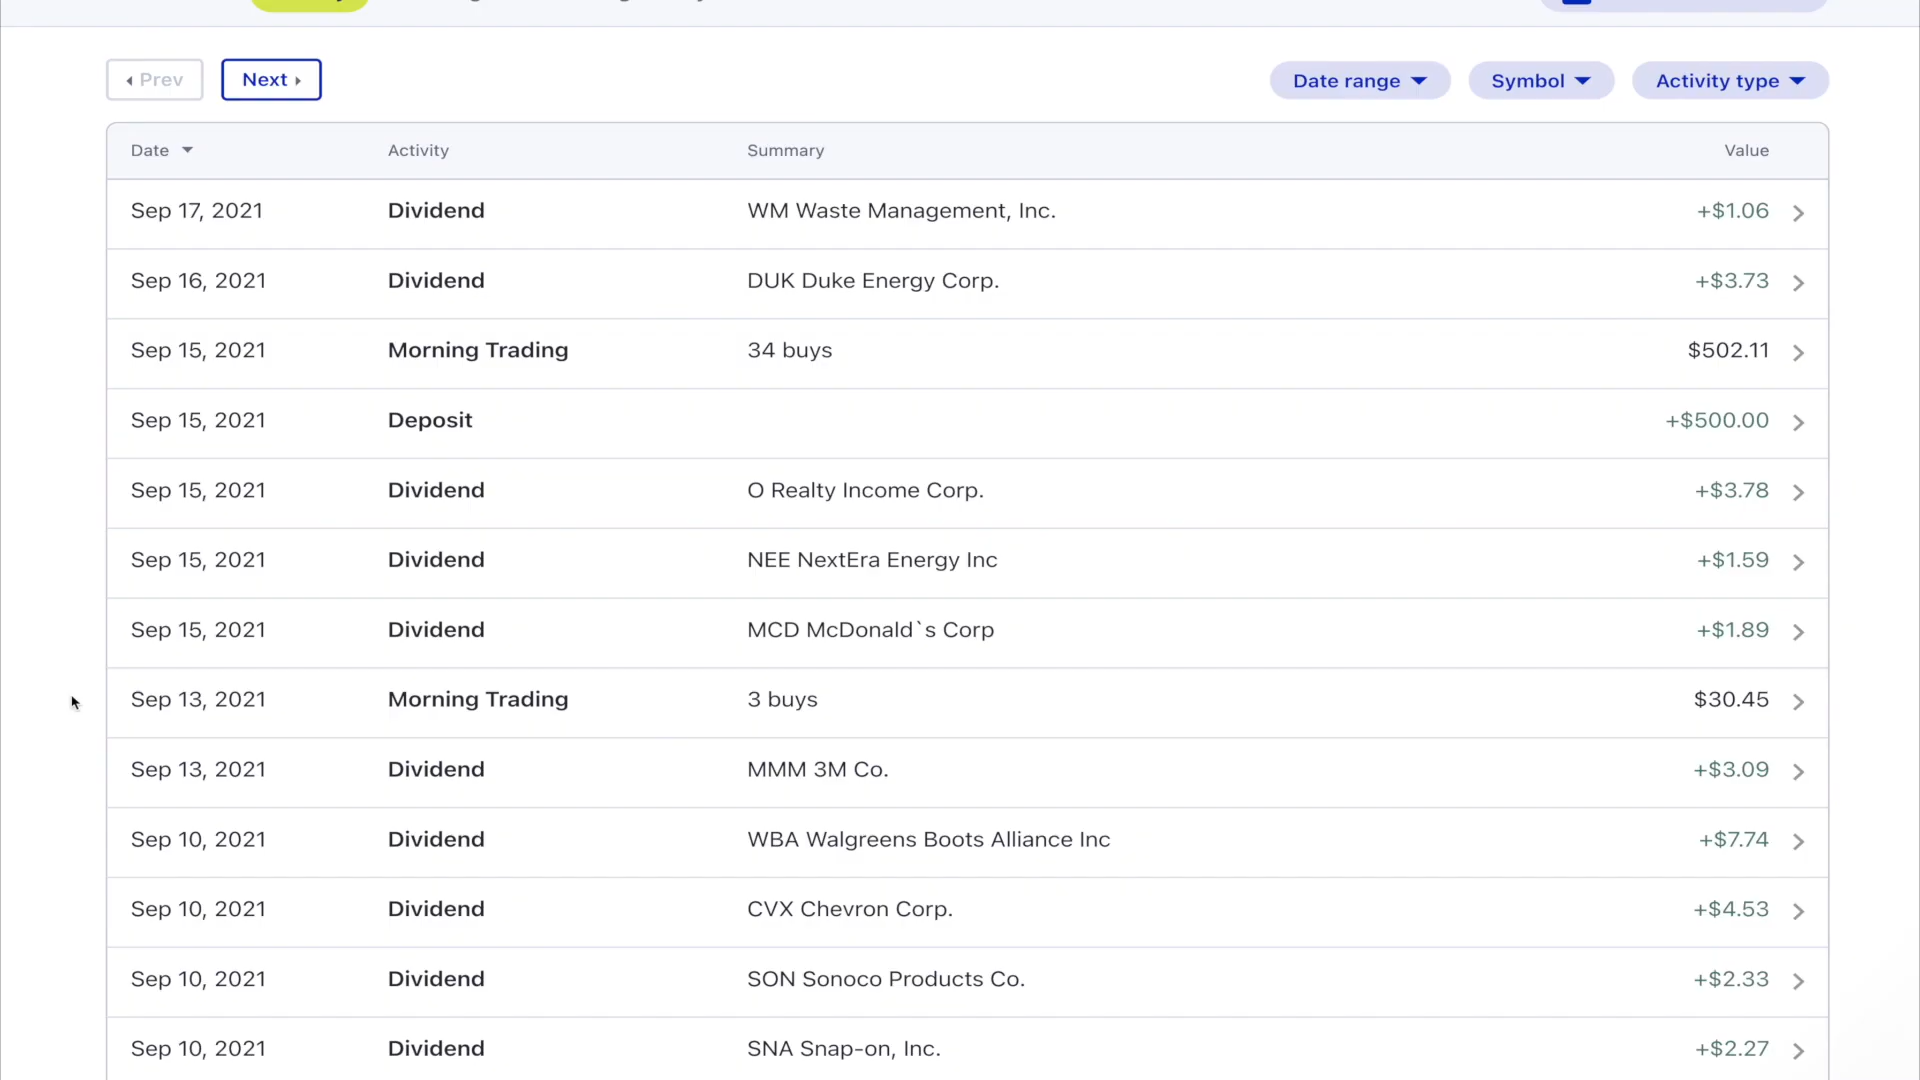 Prev
Next
Date range
Symbol
Activity type
Date Activity Summary Value
Sep 17, 2021 Dividend WM Waste Management, Inc. +$1.06
Sep 16, 2021 Dividend DUK Duke Energy Corp. +$3.73
Sep 15, 2021 Morning Trading 34 buys $502.11
Sep 15, 2021 Deposit +$500.00
Sep 15, 2021 Dividend O Realty Income Corp. +$3.78
Sep 15, 2021 Dividend NEE NextEra Energy Inc +$1.59
Sep 15, 2021 Dividend MCD McDonald`s Corp +$1.89
Sep 13, 2021 Morning Trading 3 buys $30.45
Sep 13, 2021 Dividend MMM 3M Co. +$3.09
Sep 10, 2021 Dividend WBA Walgreens Boots Alliance Inc +$7.74
Sep 10, 2021 Dividend CVX Chevron Corp. +$4.53
Sep 10, 2021 Dividend SON Sonoco Products Co. +$2.33
Sep 10, 2021 Dividend SNA Snap-on, Inc. +$2.27